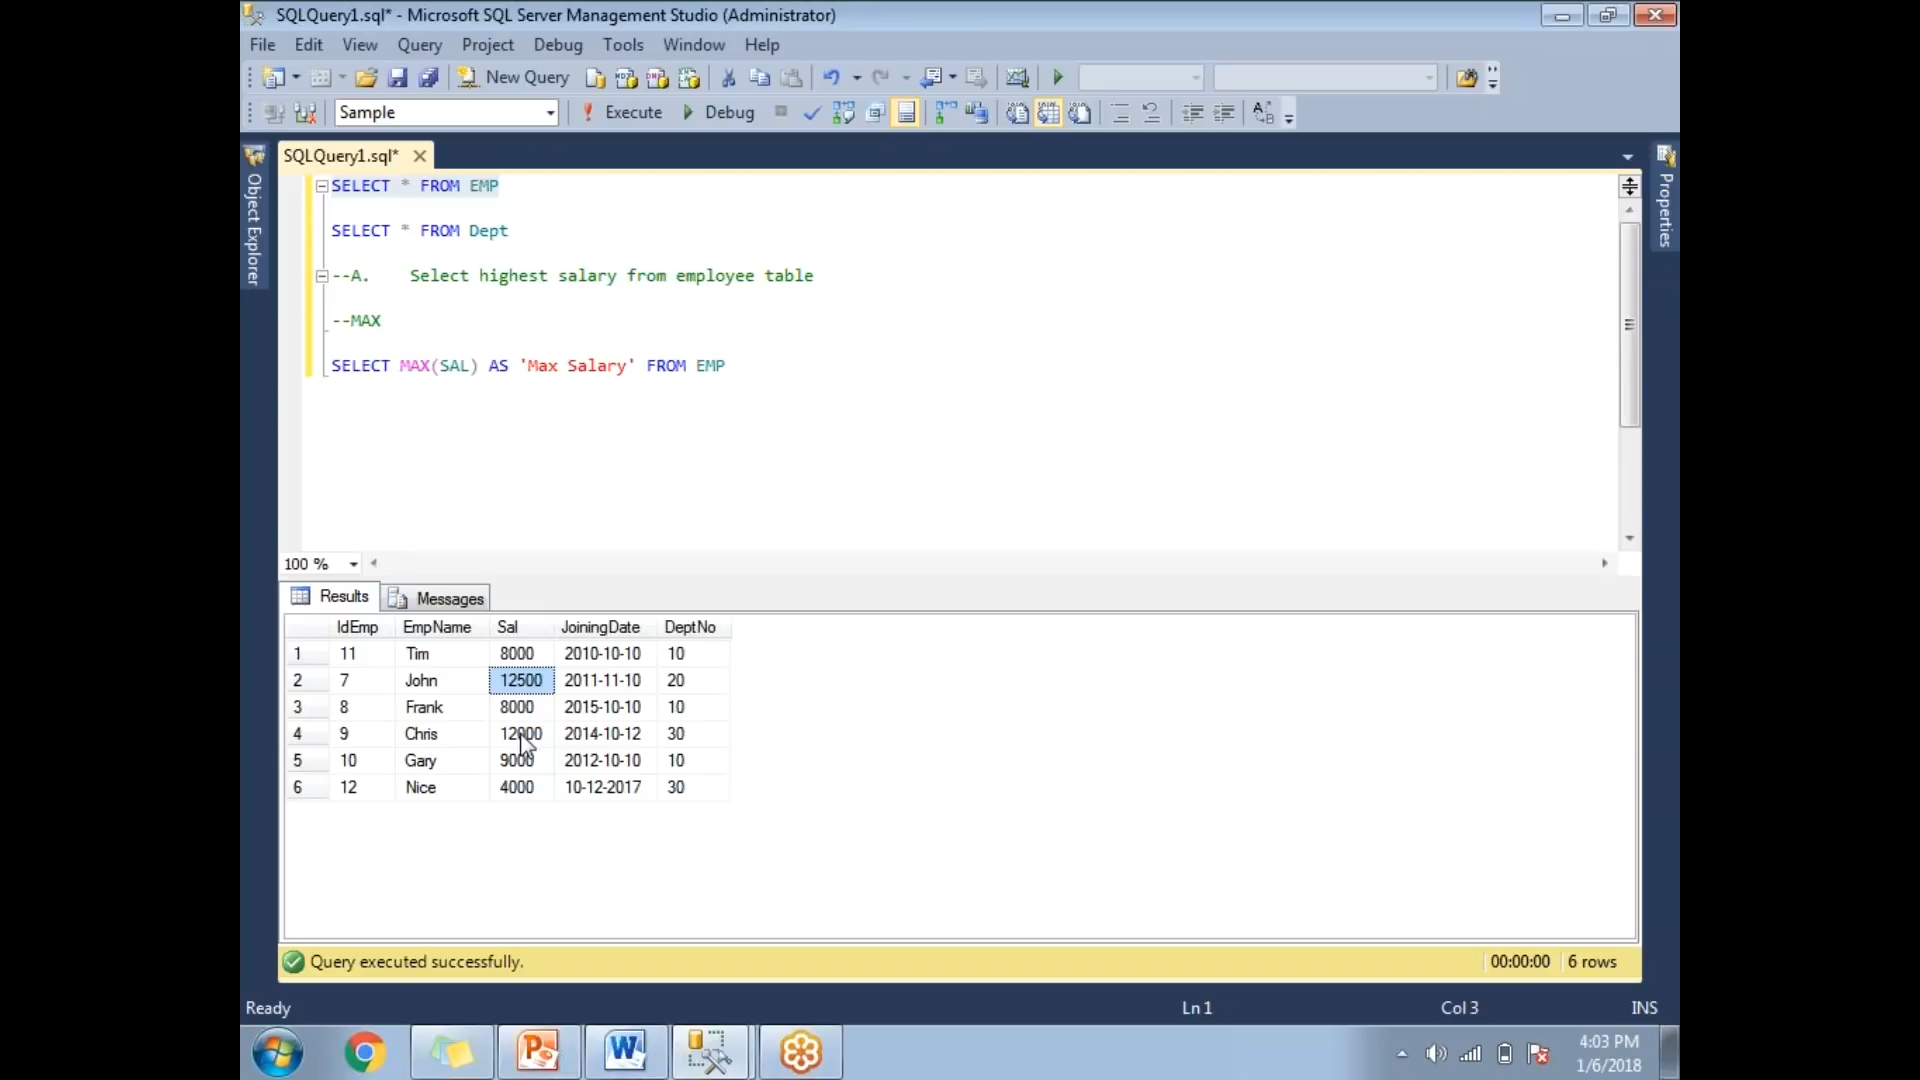 SQLQuery1.sql* - Microsoft SQL Server Management Studio (Administrator)
File Edit View Query Project Debug Tools Window Help
New Query
Sample Execute Debug
SQLQuery1.sql*
Object Explorer
Properties
SELECT * FROM EMP
SELECT * FROM Dept
--A. Select highest salary from employee table
--MAX
SELECT MAX(SAL) AS 'Max Salary' FROM EMP
100 %
Results Messages
IdEmp EmpName Sal JoiningDate DeptNo
1 11 Tim 8000 2010-10-10 10
2 7 John 12500 2011-11-10 20
3 8 Frank 8000 2015-10-10 10
4 9 Chris 12000 2014-10-12 30
5 10 Gary 9000 2012-10-10 10
6 12 Nice 4000 10-12-2017 30
Query executed successfully. 00:00:00 6 rows
Ready Ln 1 Col 3 INS
4:03 PM
1/6/2018